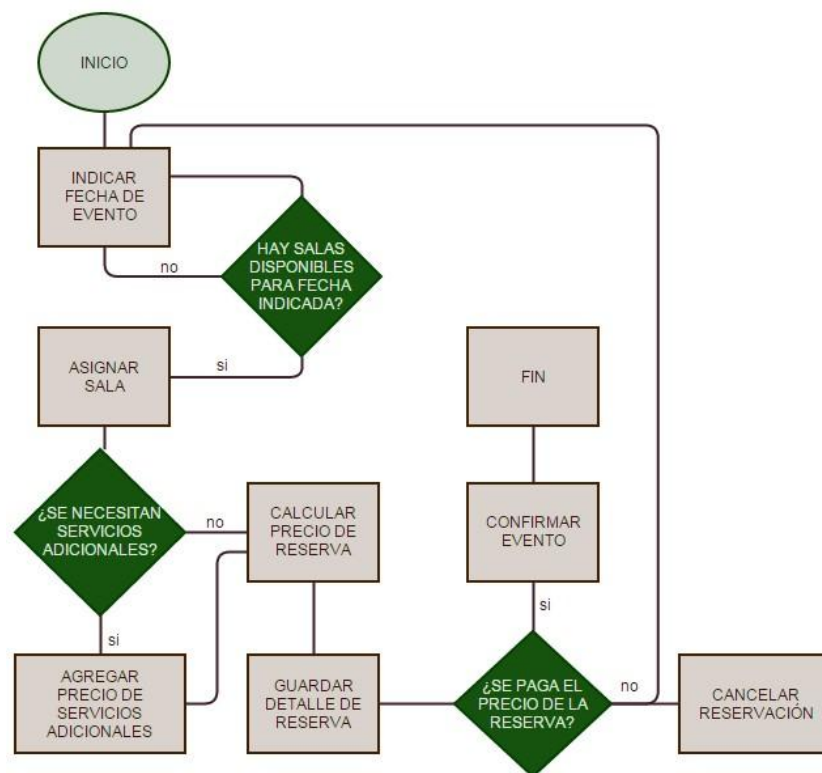 INICIO
INDICAR
FECHA DE
EVENTO
HAY SALAS
DISPONIBLES
PARA FECHA
INDICADA?
no
si
ASIGNAR
SALA
FIN
¿SE NECESITAN
SERVICIOS
ADICIONALES?
no
si
CALCULAR
PRECIO DE
RESERVA
CONFIRMAR
EVENTO
si
AGREGAR
PRECIO DE
SERVICIOS
ADICIONALES
GUARDAR
DETALLE DE
RESERVA
¿SE PAGA EL
PRECIO DE LA
RESERVA?
no
CANCELAR
RESERVACIÓN